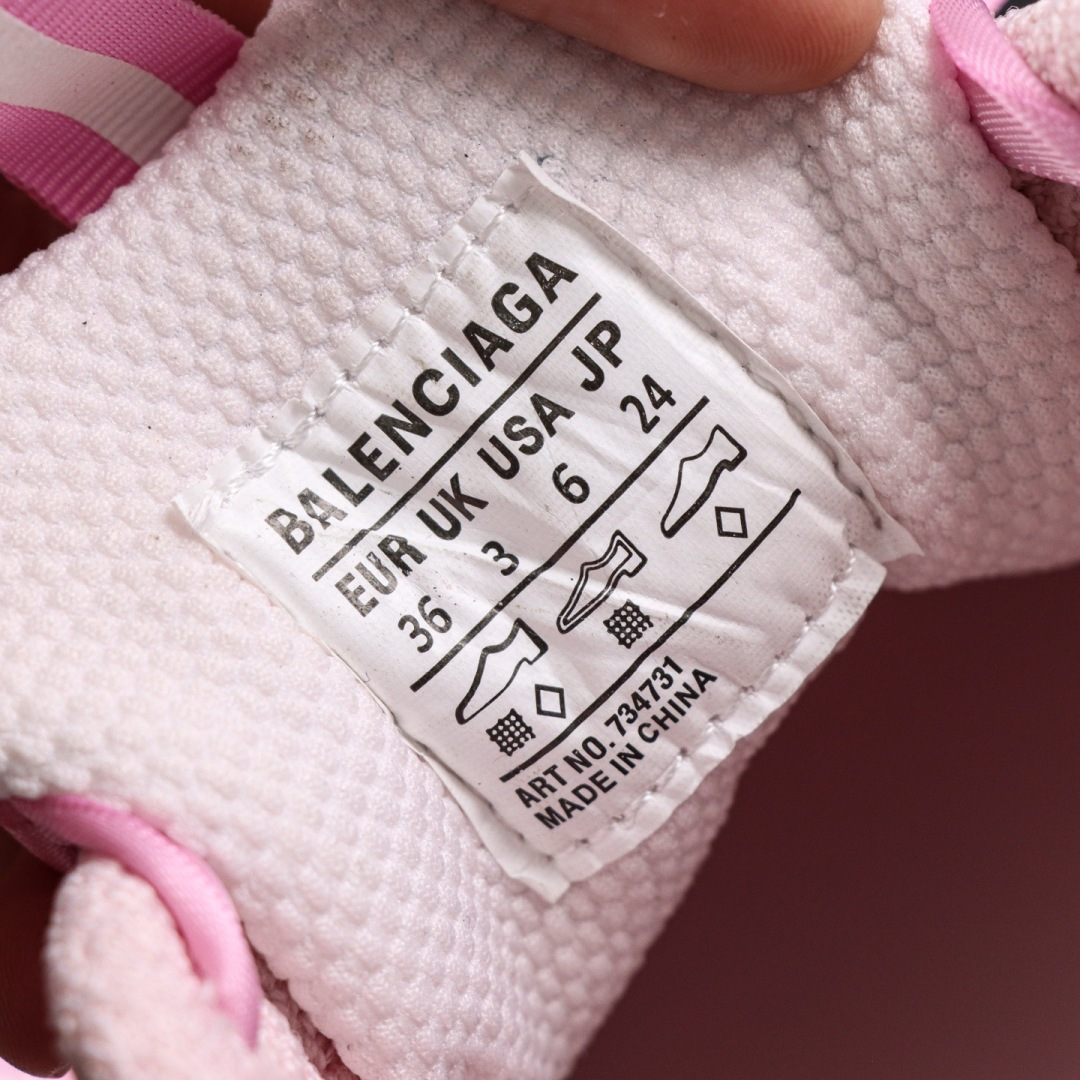 BALENCIAGA
EUR UK USA JP
36 3 6 24
ART NO. 734731
MADE IN CHINA